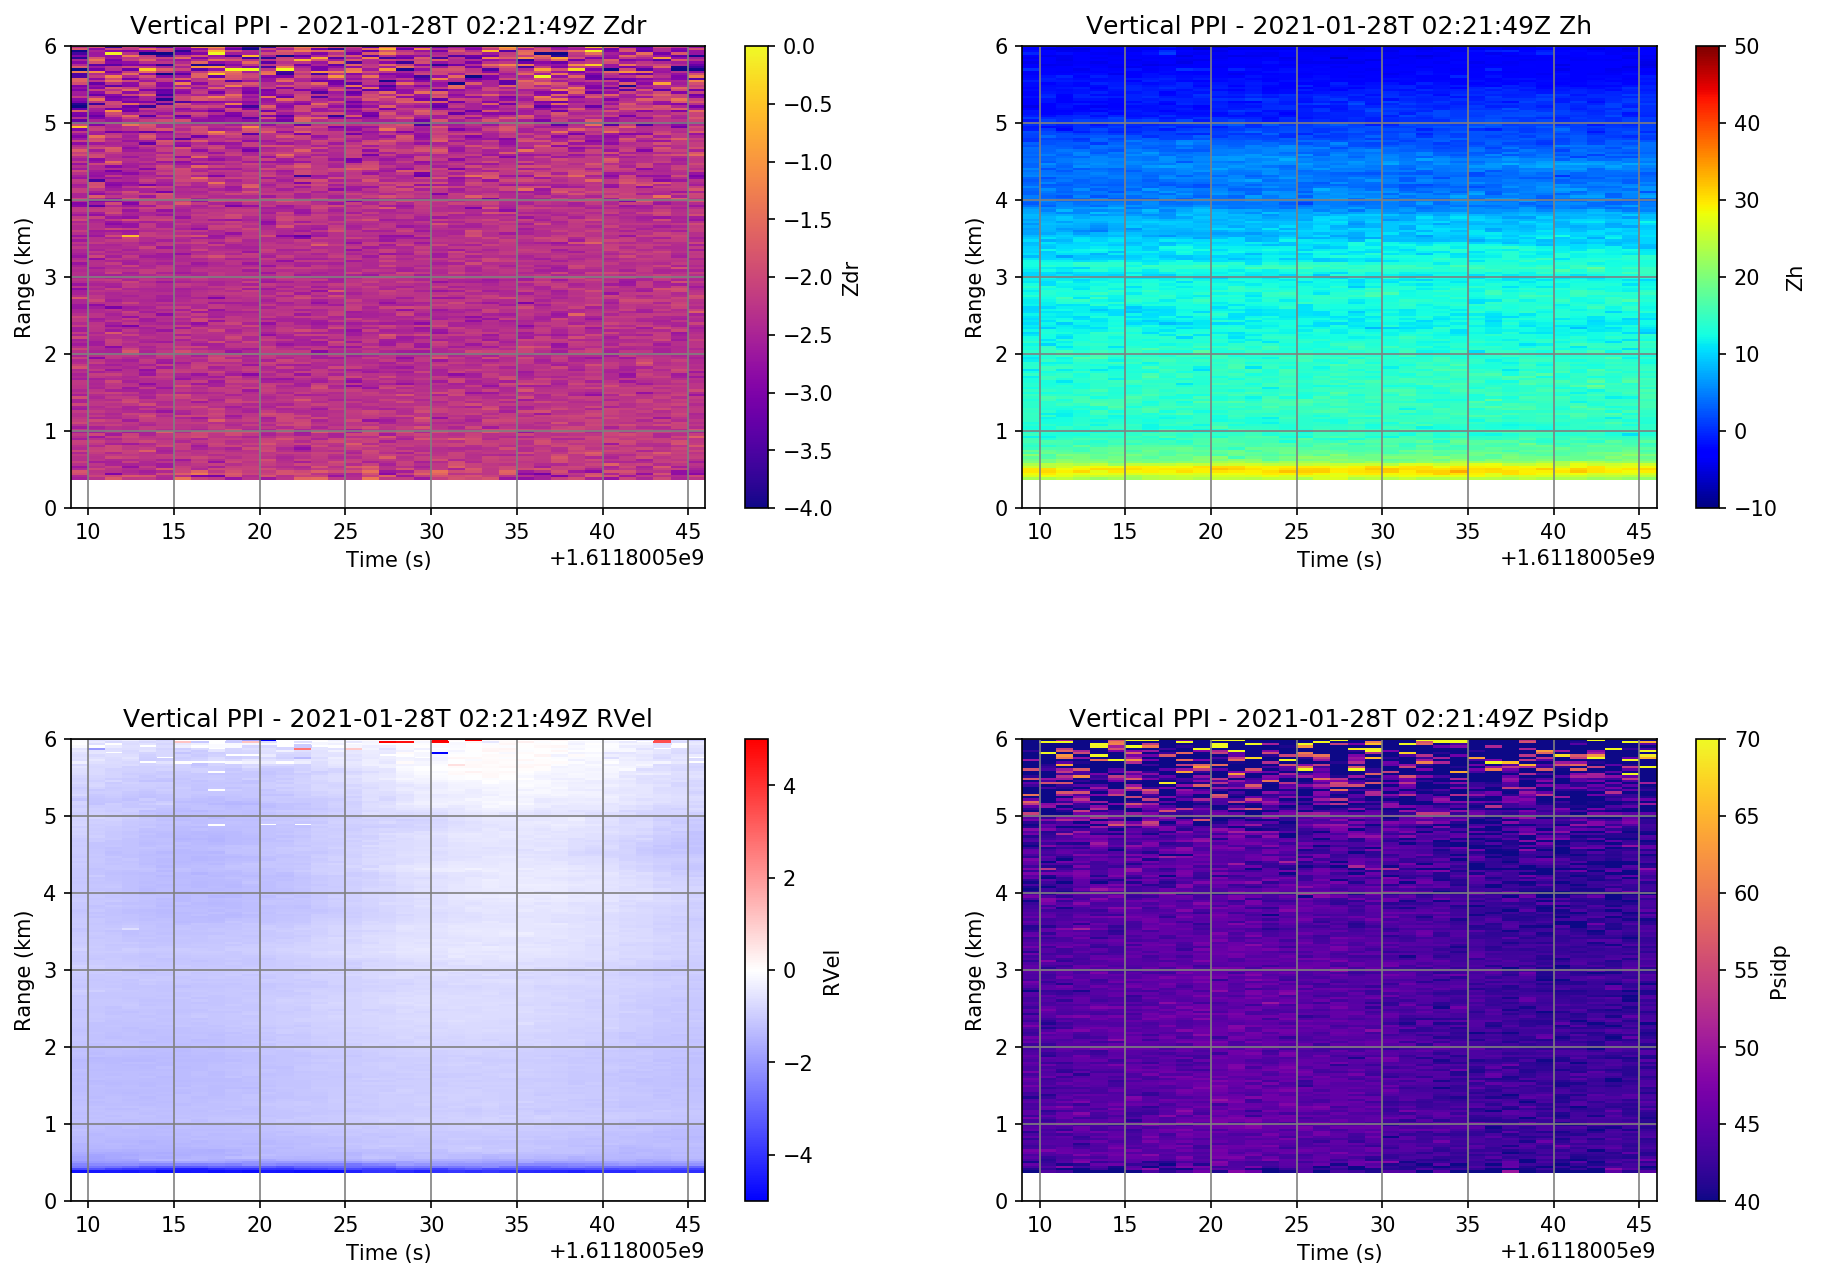 Vertical PPI - 2021-01-28T 02:21:49Z Zdr
6
5
4
3
2
1
0
Range (km)
10 15 20 25 30 35 40 45
Time (s)
+1.6118005e9
0.0
−0.5
−1.0
−1.5
−2.0
−2.5
−3.0
−3.5
−4.0
Zdr
Vertical PPI - 2021-01-28T 02:21:49Z Zh
6
5
4
3
2
1
0
Range (km)
10 15 20 25 30 35 40 45
Time (s)
+1.6118005e9
50
40
30
20
10
0
−10
Zh
Vertical PPI - 2021-01-28T 02:21:49Z RVel
6
5
4
3
2
1
0
Range (km)
10 15 20 25 30 35 40 45
Time (s)
+1.6118005e9
4
2
0
−2
−4
RVel
Vertical PPI - 2021-01-28T 02:21:49Z Psidp
6
5
4
3
2
1
0
Range (km)
10 15 20 25 30 35 40 45
Time (s)
+1.6118005e9
70
65
60
55
50
45
40
Psidp